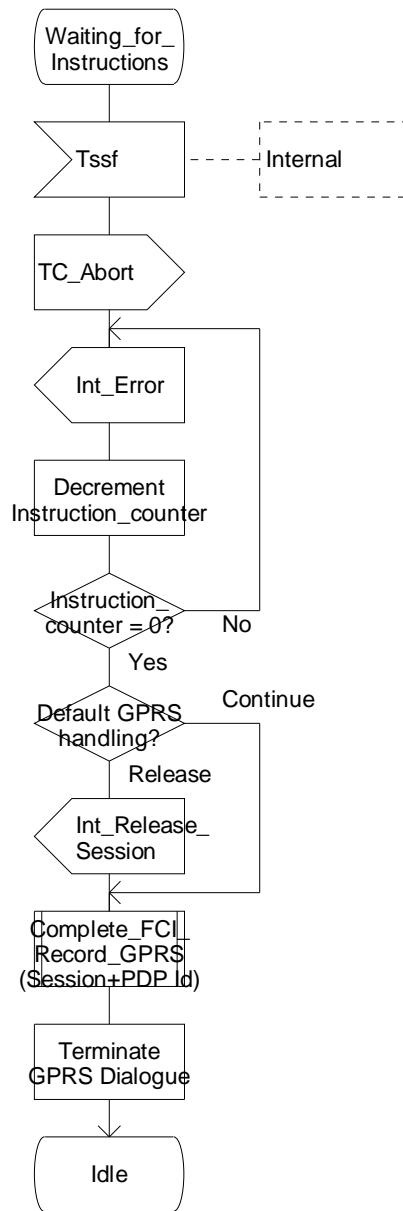 Waiting_for_
Instructions
Tssf
Internal
TC_Abort
Int_Error
Decrement
Instruction_counter
Instruction_
counter = 0?
No
Yes
Default GPRS
handling?
Continue
Release
Int_Release_
Session
Complete_FCI_
Record_GPRS
(Session+PDP Id)
Terminate
GPRS Dialogue
Idle